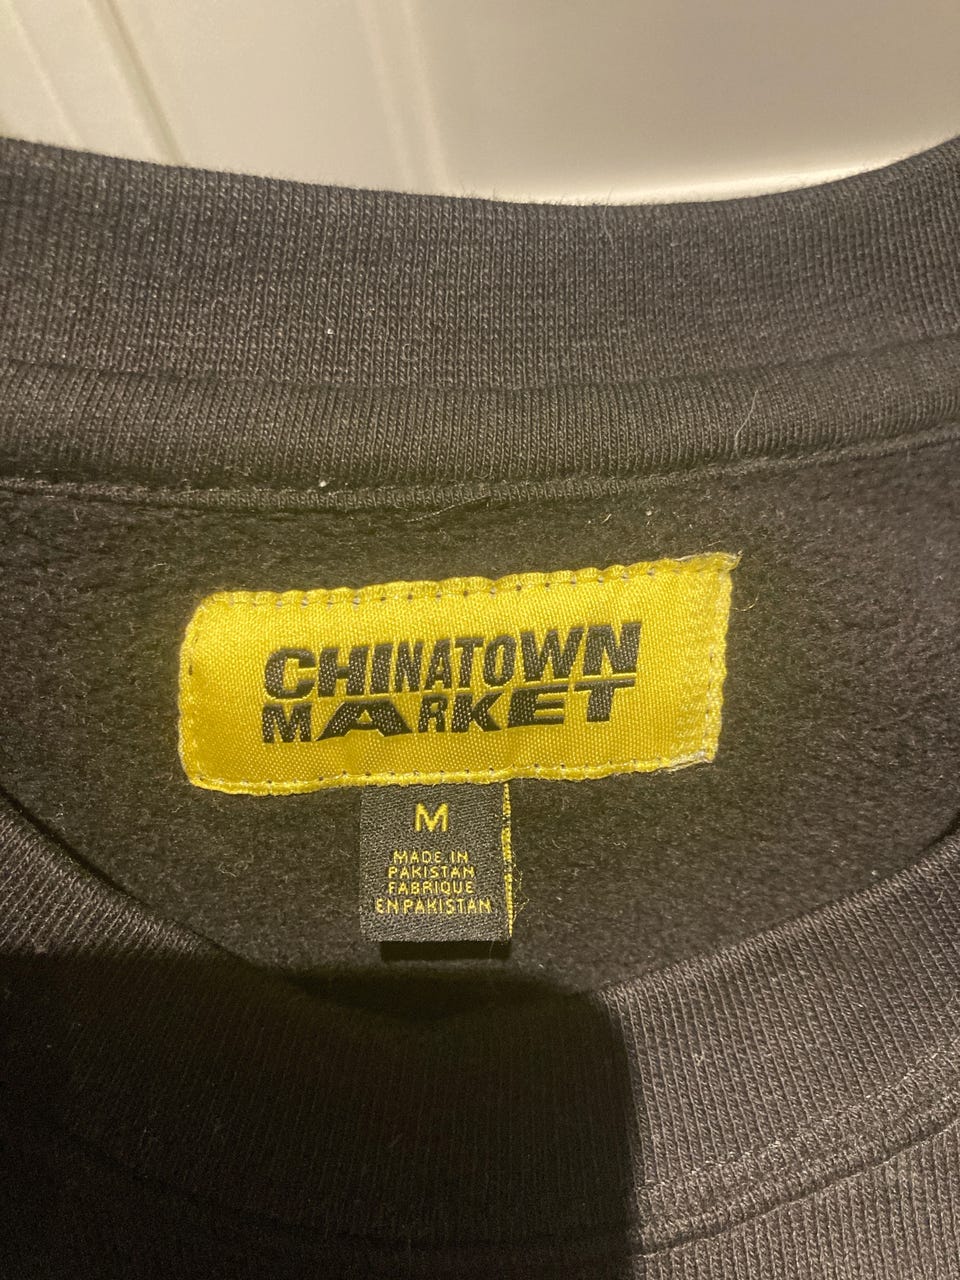 CHINATOWN
MARKET
M
MADE IN
PAKISTAN
FABRIQUE
EN PAKISTAN